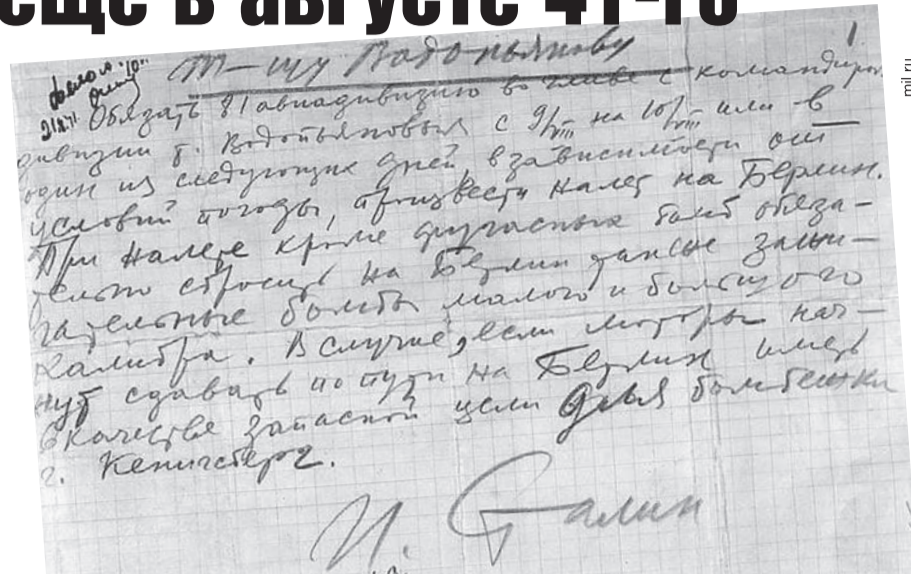 еще в августе 41-го
Т-щу Водопьянову
1
mil.ru
Обязать 81 авиадивизию во главе с командиром
дивизии т. Водопьяновым с 9/VIII на 10/VIII или в
один из следующих дней, в зависимости от
условий погоды, произвести налет на Берлин.
При налете кроме фугасных бомб обяза-
тельно сбросить на Берлин также зажи-
гательные бомбы малого и большого
калибра. В случае, если моторы нач-
нут сдавать по пути на Берлин иметь
в качестве запасной цели для бомбежки
г. Кенигсберг.
И. Сталин